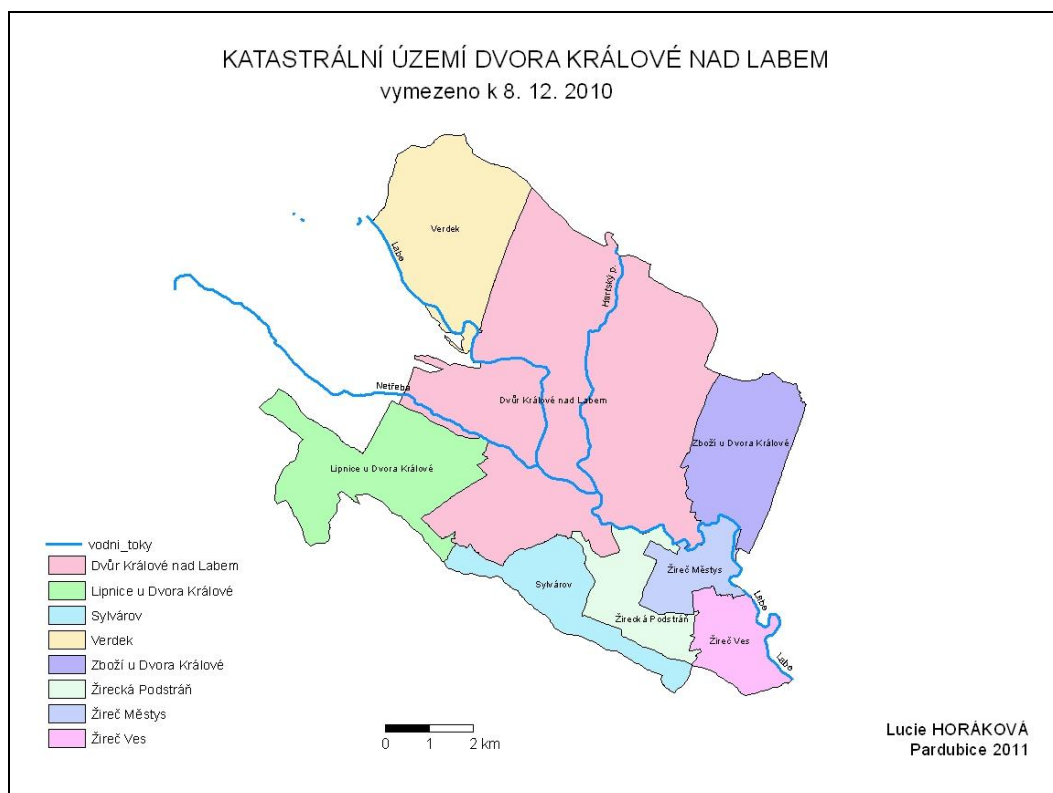 KATASTRÁLNÍ ÚZEMÍ DVORA KRÁLOVÉ NAD LABEM
vymezeno k 8. 12. 2010
Verdek
Labe
Hartský p.
Netřeba
Dvůr Králové nad Labem
Zboží u Dvora Králové
Lipnice u Dvora Králové
Žireč Městys
Sylvárov
Labe
Žirecká Podstráň
Žireč Ves
Labe
vodni_toky
Dvůr Králové nad Labem
Lipnice u Dvora Králové
Sylvárov
Verdek
Zboží u Dvora Králové
Žirecká Podstráň
Žireč Městys
Žireč Ves
0 1 2 km
Lucie HORÁKOVÁ
Pardubice 2011